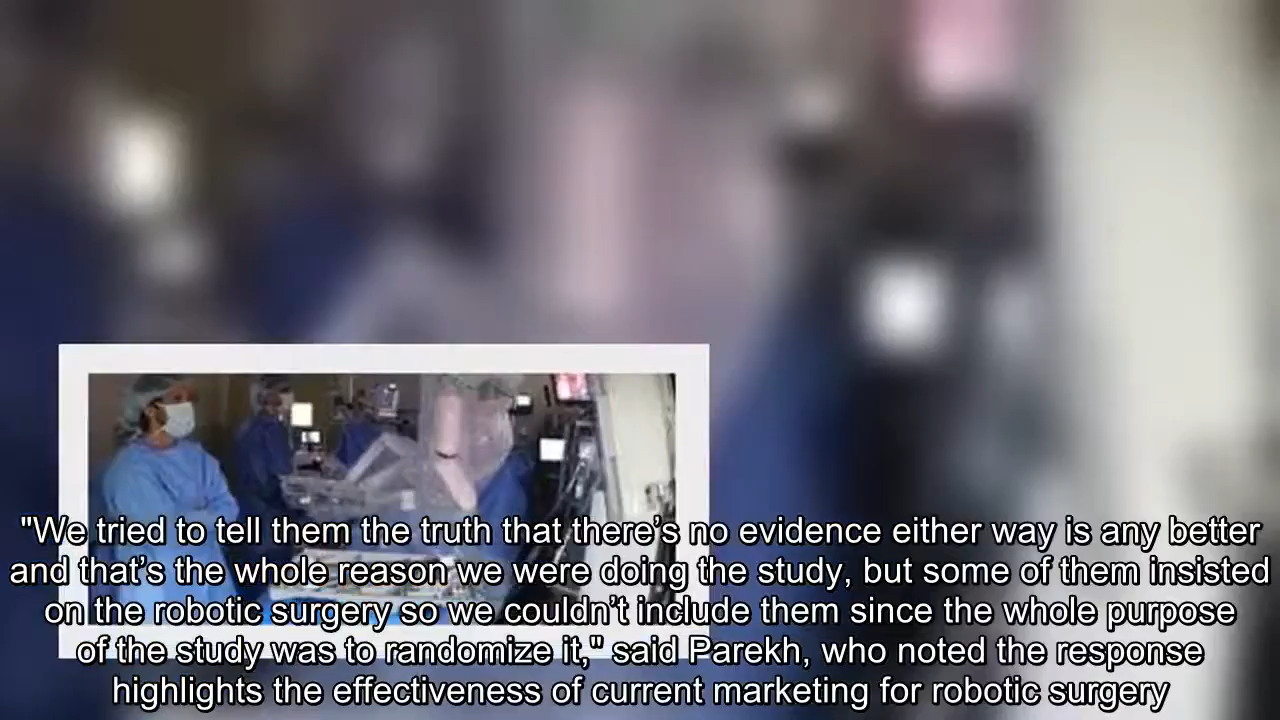 "We tried to tell them the truth that there’s no evidence either way is any better
and that’s the whole reason we were doing the study, but some of them insisted
on the robotic surgery so we couldn’t include them since the whole purpose
of the study was to randomize it," said Parekh, who noted the response
highlights the effectiveness of current marketing for robotic surgery